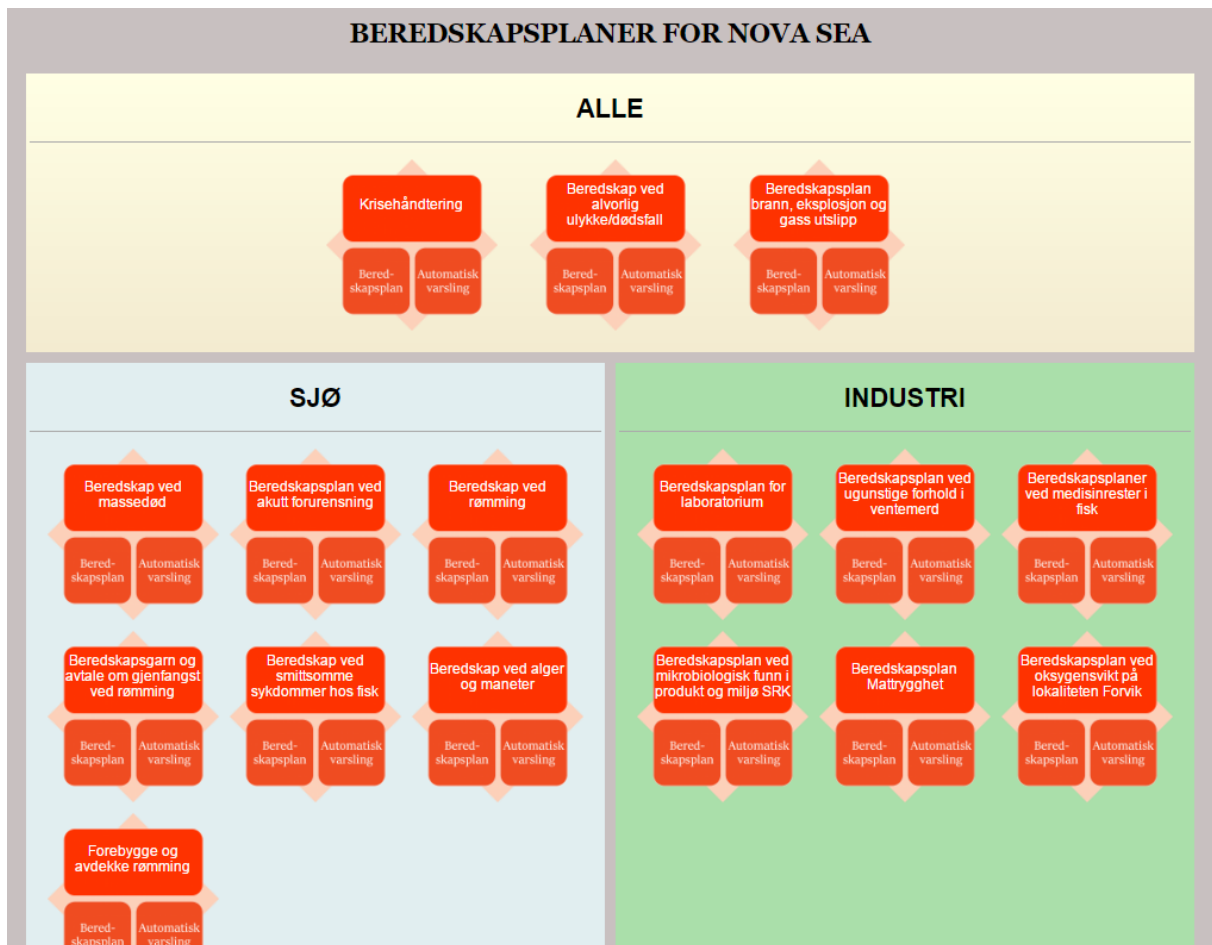 BEREDSKAPSPLANER FOR NOVA SEA
ALLE
Krisehåndtering
Bered-
skapsplan
Automatisk
varsling
Beredskap ved
alvorlig
ulykke/dødsfall
Bered-
skapsplan
Automatisk
varsling
Beredskapsplan
brann, eksplosjon og
gass utslipp
Bered-
skapsplan
Automatisk
varsling
SJØ
Beredskap ved
massedød
Bered-
skapsplan
Automatisk
varsling
Beredskapsplan ved
akutt forurensning
Bered-
skapsplan
Automatisk
varsling
Beredskap ved
rømming
Bered-
skapsplan
Automatisk
varsling
Beredskapsgarn og
avtale om gjenfangst
ved rømming
Bered-
skapsplan
Automatisk
varsling
Beredskap ved
smittsomme
sykdommer hos fisk
Bered-
skapsplan
Automatisk
varsling
Beredskap ved alger
og maneter
Bered-
skapsplan
Automatisk
varsling
Forebygge og
avdekke rømming
Bered-
skapsplan
Automatisk
varsling
INDUSTRI
Beredskapsplan for
laboratorium
Bered-
skapsplan
Automatisk
varsling
Beredskapsplan ved
ugunstige forhold i
ventemerd
Bered-
skapsplan
Automatisk
varsling
Beredskapsplaner
ved medisinrester i
fisk
Bered-
skapsplan
Automatisk
varsling
Beredskapsplan ved
mikrobiologisk funn i
produkt og miljø SRK
Bered-
skapsplan
Automatisk
varsling
Beredskapsplan
Mattrygghet
Bered-
skapsplan
Automatisk
varsling
Beredskapsplan ved
oksygensvikt på
lokaliteten Forvik
Bered-
skapsplan
Automatisk
varsling